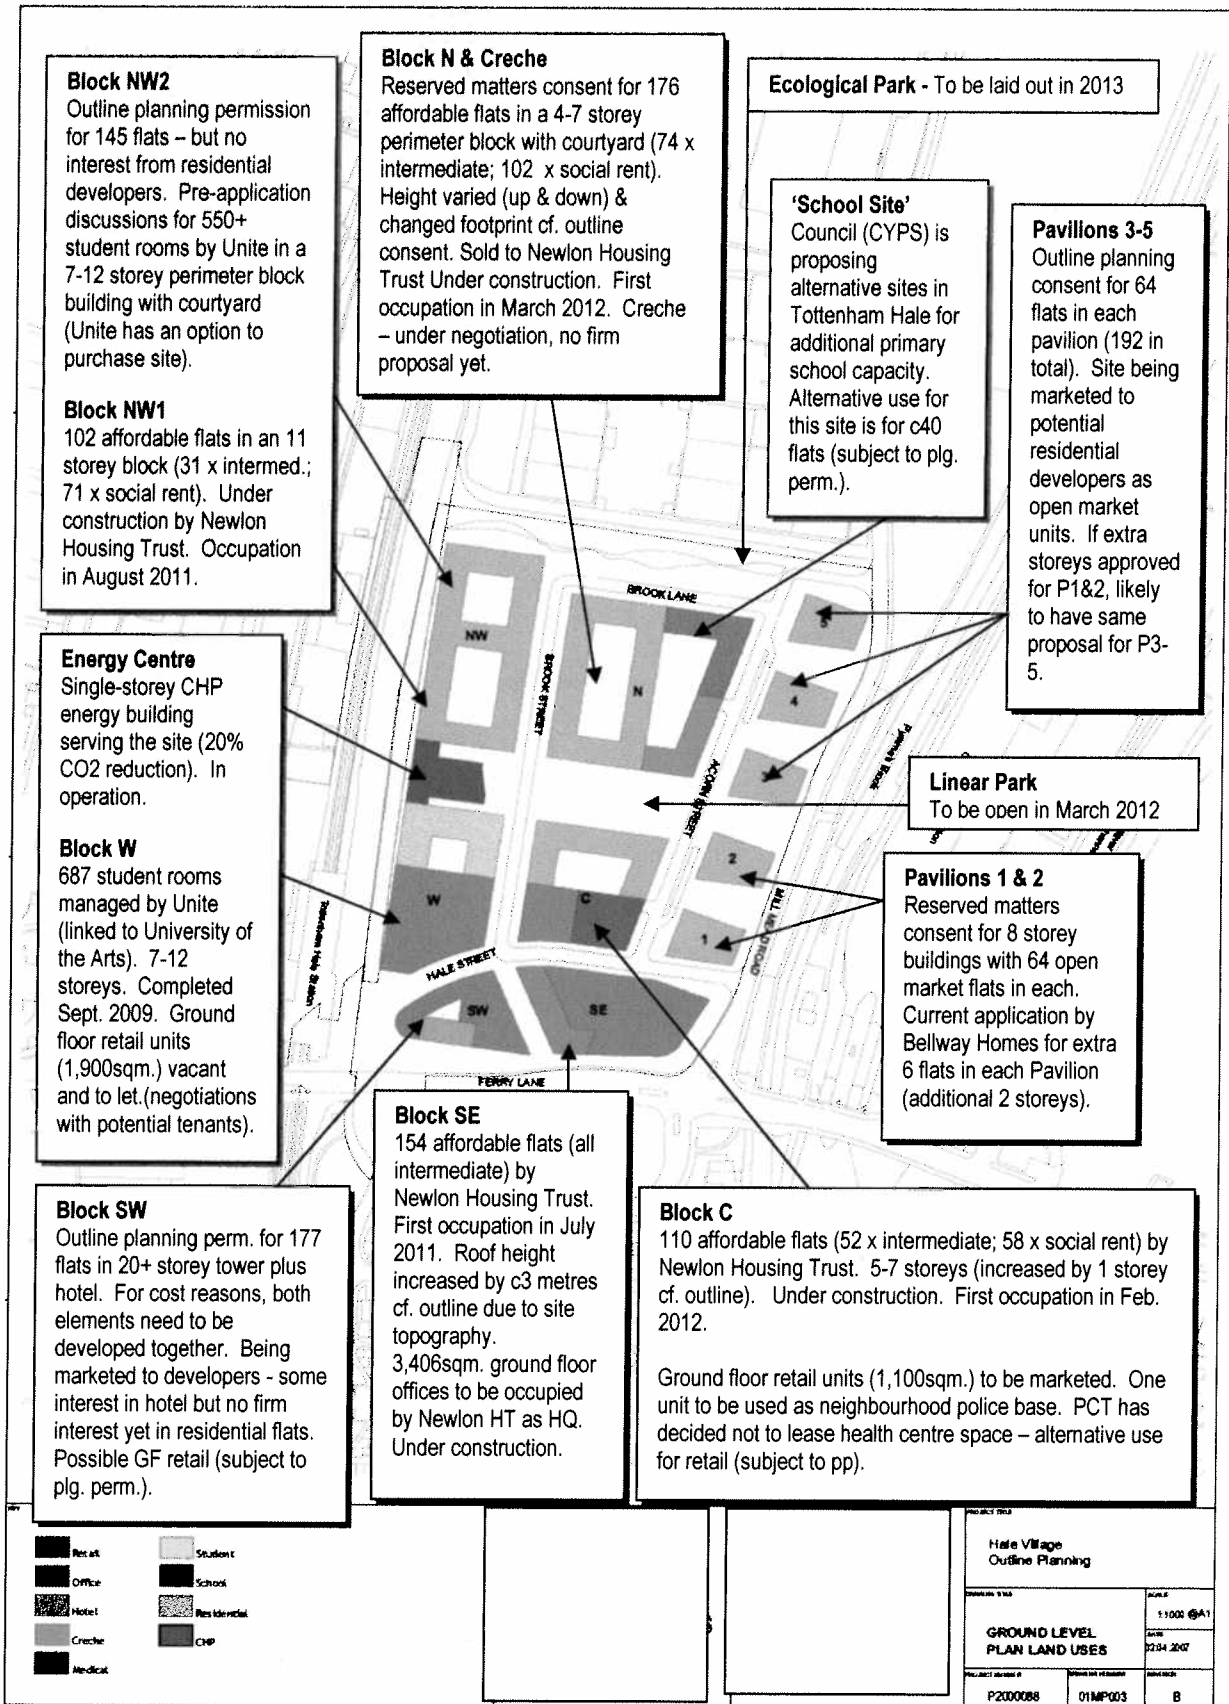 Block NW2
Outline planning permission
for 145 flats – but no
interest from residential
developers. Pre-application
discussions for 550+
student rooms by Unite in a
7-12 storey perimeter block
building with courtyard
(Unite has an option to
purchase site).
Block NW1
102 affordable flats in an 11
storey block (31 x intermed.;
71 x social rent). Under
construction by Newlon
Housing Trust. Occupation
in August 2011.
Block N & Creche
Reserved matters consent for 176
affordable flats in a 4-7 storey
perimeter block with courtyard (74 x
intermediate; 102 x social rent).
Height varied (up & down) &
changed footprint cf. outline
consent. Sold to Newlon Housing
Trust Under construction. First
occupation in March 2012. Creche
– under negotiation, no firm
proposal yet.
Ecological Park - To be laid out in 2013
'School Site'
Council (CYPS) is
proposing
alternative sites in
Tottenham Hale for
additional primary
school capacity.
Alternative use for
this site is for c40
flats (subject to plg.
perm.).
Pavilions 3-5
Outline planning
consent for 64
flats in each
pavilion (192 in
total). Site being
marketed to
potential
residential
developers as
open market
units. If extra
storeys approved
for P1&2, likely
to have same
proposal for P3-
5.
Energy Centre
Single-storey CHP
energy building
serving the site (20%
CO2 reduction). In
operation.
Block W
687 student rooms
managed by Unite
(linked to University of
the Arts). 7-12
storeys. Completed
Sept. 2009. Ground
floor retail units
(1,900sqm.) vacant
and to let.(negotiations
with potential tenants).
BROOK LANE
NW
N
5
4
3
BROOK STREET
ACORN STREET
Linear Park
To be open in March 2012
2
1
W
C
MILL MEAD ROAD
Tottenham Hale Station
HALE STREET
SW
SE
FERRY LANE
Pavilions 1 & 2
Reserved matters
consent for 8 storey
buildings with 64 open
market flats in each.
Current application by
Bellway Homes for extra
6 flats in each Pavilion
(additional 2 storeys).
Block SW
Outline planning perm. for 177
flats in 20+ storey tower plus
hotel. For cost reasons, both
elements need to be
developed together. Being
marketed to developers - some
interest in hotel but no firm
interest yet in residential flats.
Possible GF retail (subject to
plg. perm.).
Block SE
154 affordable flats (all
intermediate) by
Newlon Housing Trust.
First occupation in July
2011. Roof height
increased by c3 metres
cf. outline due to site
topography.
3,406sqm. ground floor
offices to be occupied
by Newlon HT as HQ.
Under construction.
Block C
110 affordable flats (52 x intermediate; 58 x social rent) by
Newlon Housing Trust. 5-7 storeys (increased by 1 storey
cf. outline). Under construction. First occupation in Feb.
2012.
Ground floor retail units (1,100sqm.) to be marketed. One
unit to be used as neighbourhood police base. PCT has
decided not to lease health centre space – alternative use
for retail (subject to pp).
Retail
Office
Hotel
Creche
Medical
Student
School
Residential
CHP
PROJECT TITLE
Hale Village
Outline Planning
DRAWING TITLE
GROUND LEVEL
PLAN LAND USES
SCALE
1:1000 @A1
DATE
02.04.2007
P2000088
01MP003
B